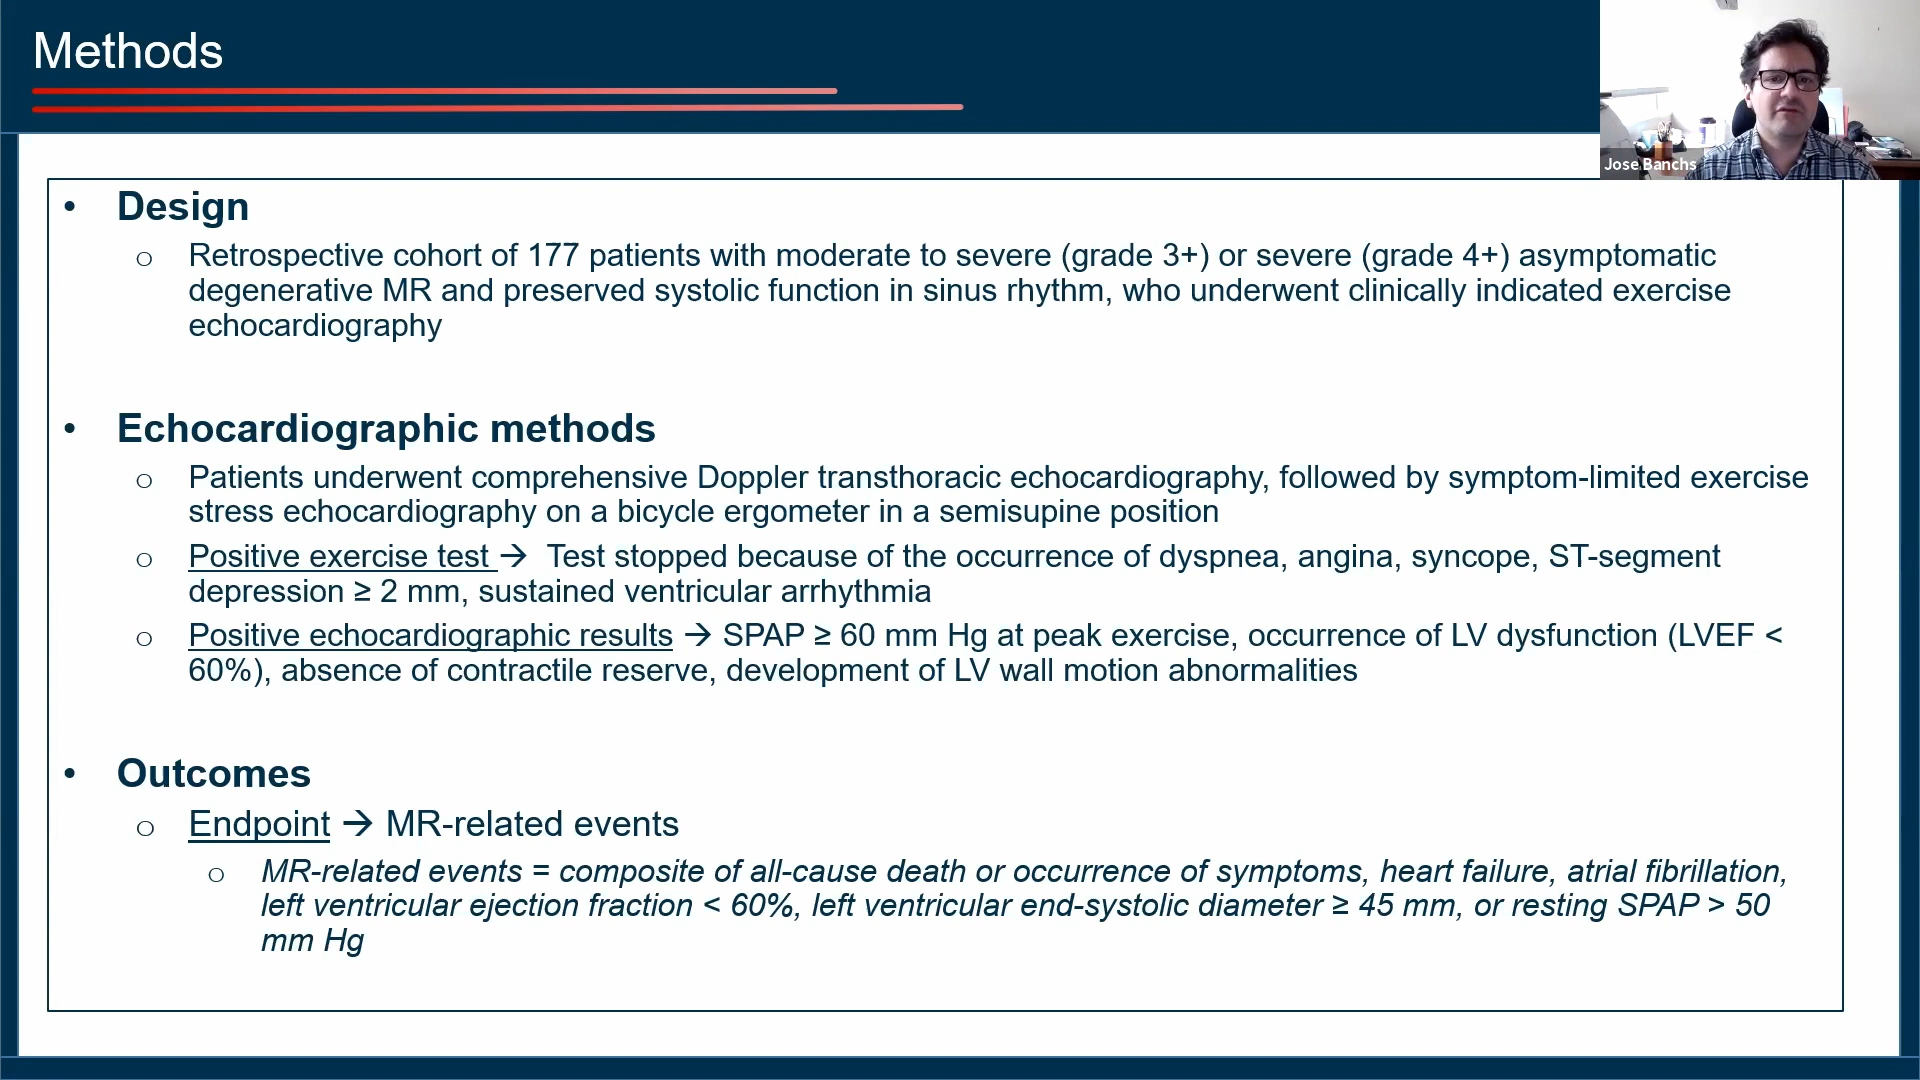 Methods
Jose Banchs
• Design
o Retrospective cohort of 177 patients with moderate to severe (grade 3+) or severe (grade 4+) asymptomatic
degenerative MR and preserved systolic function in sinus rhythm, who underwent clinically indicated exercise
echocardiography
• Echocardiographic methods
o Patients underwent comprehensive Doppler transthoracic echocardiography, followed by symptom-limited exercise
stress echocardiography on a bicycle ergometer in a semisupine position
o Positive exercise test → Test stopped because of the occurrence of dyspnea, angina, syncope, ST-segment
depression ≥ 2 mm, sustained ventricular arrhythmia
o Positive echocardiographic results → SPAP ≥ 60 mm Hg at peak exercise, occurrence of LV dysfunction (LVEF <
60%), absence of contractile reserve, development of LV wall motion abnormalities
• Outcomes
o Endpoint → MR-related events
o MR-related events = composite of all-cause death or occurrence of symptoms, heart failure, atrial fibrillation,
left ventricular ejection fraction < 60%, left ventricular end-systolic diameter ≥ 45 mm, or resting SPAP > 50
mm Hg